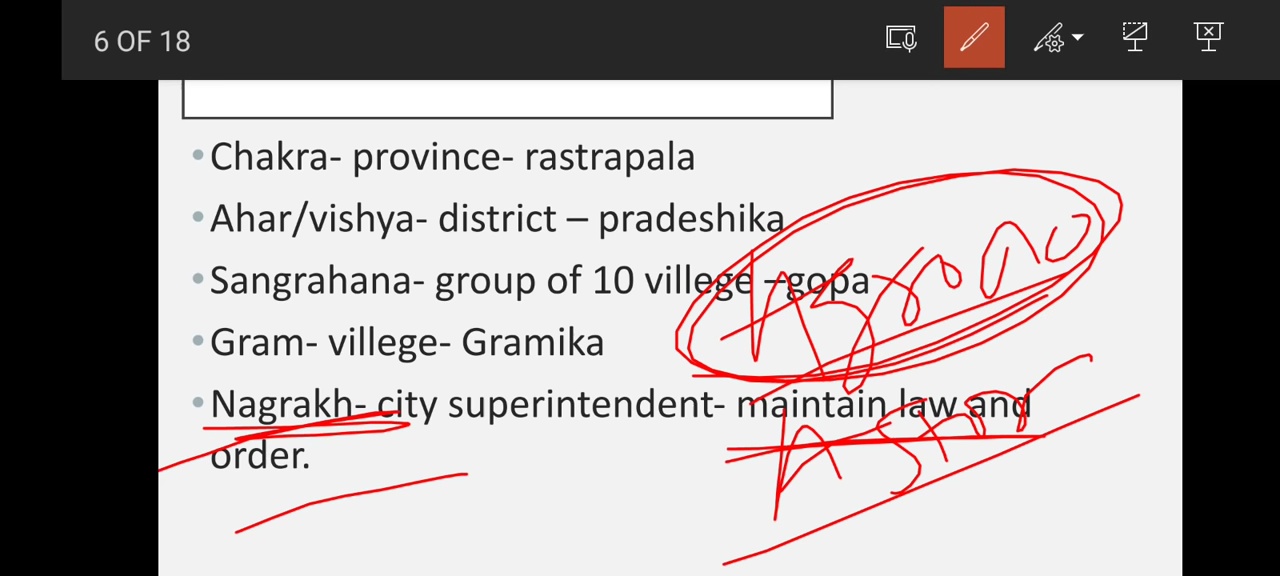 6 OF 18
•Chakra- province- rastrapala
•Ahar/vishya- district – pradeshika
•Sangrahana- group of 10 villege –gopa
•Gram- villege- Gramika
•Nagrakh- city superintendent- maintain law and
order.